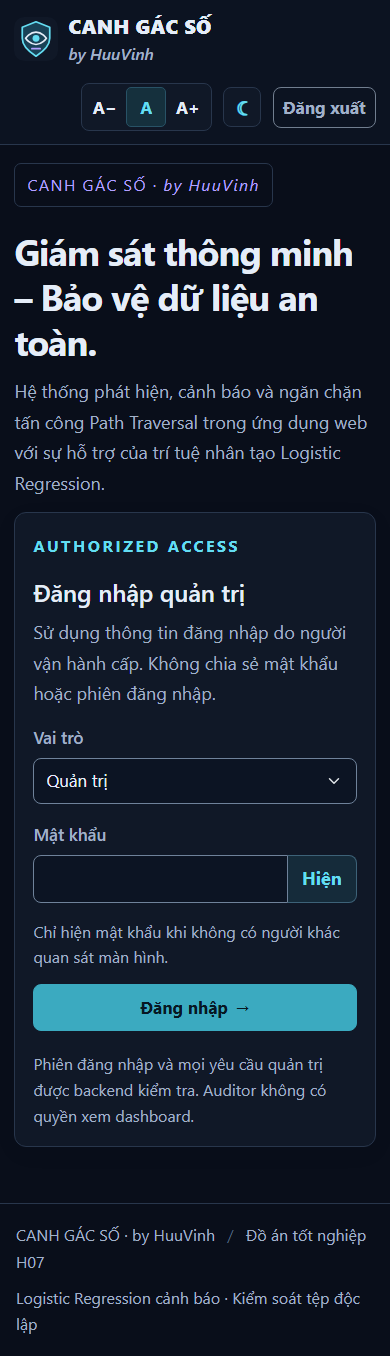 CANH GÁC SỐ
by HuuVinh
A−
A
A+
Đăng xuất
CANH GÁC SỐ · by HuuVinh
Giám sát thông minh
– Bảo vệ dữ liệu an
toàn.
Hệ thống phát hiện, cảnh báo và ngăn chặn
tấn công Path Traversal trong ứng dụng web
với sự hỗ trợ của trí tuệ nhân tạo Logistic
Regression.
AUTHORIZED ACCESS
Đăng nhập quản trị
Sử dụng thông tin đăng nhập do người
vận hành cấp. Không chia sẻ mật khẩu
hoặc phiên đăng nhập.
Vai trò
Quản trị
Mật khẩu
Hiện
Chỉ hiện mật khẩu khi không có người khác
quan sát màn hình.
Đăng nhập →
Phiên đăng nhập và mọi yêu cầu quản trị
được backend kiểm tra. Auditor không có
quyền xem dashboard.
CANH GÁC SỐ · by HuuVinh / Đồ án tốt nghiệp
H07
Logistic Regression cảnh báo · Kiểm soát tệp độc
lập